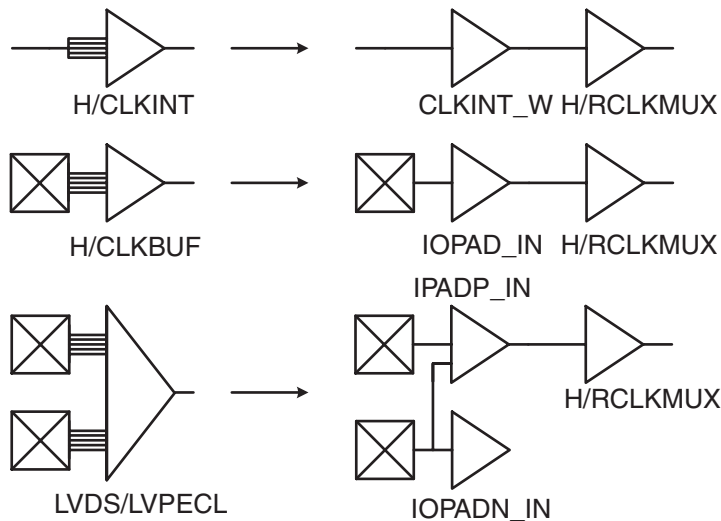 H/CLKINT
CLKINT_W H/RCLKMUX
H/CLKBUF
IOPAD_IN H/RCLKMUX
IPADP_IN
H/RCLKMUX
LVDS/LVPECL
IOPADN_IN